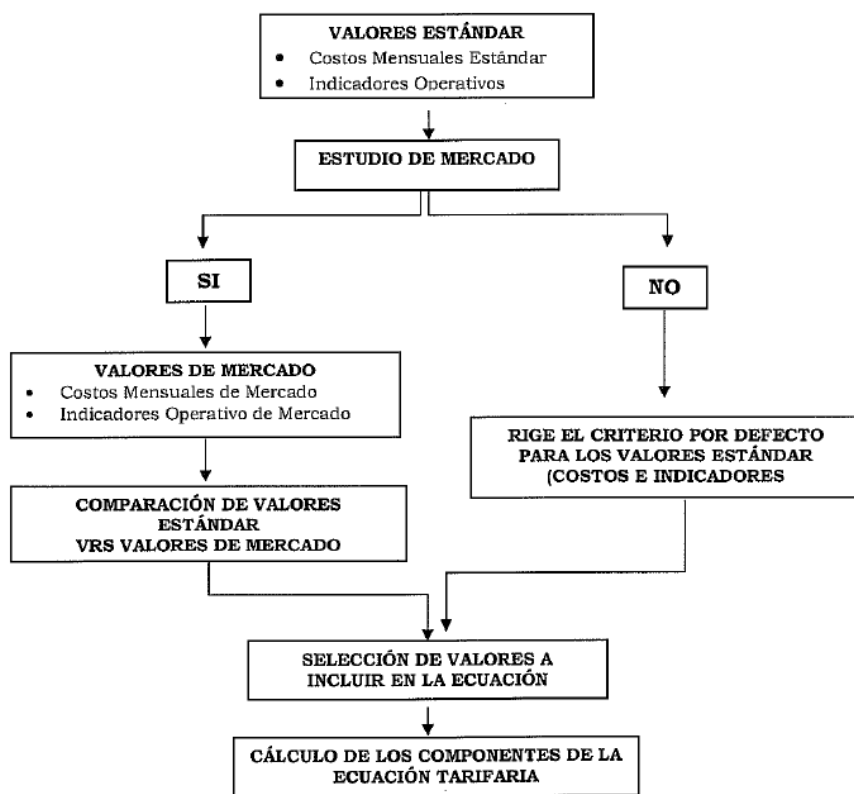 VALORES ESTÁNDAR
• Costos Mensuales Estándar
• Indicadores Operativos
ESTUDIO DE MERCADO
SI
NO
VALORES DE MERCADO
• Costos Mensuales de Mercado
• Indicadores Operativo de Mercado
RIGE EL CRITERIO POR DEFECTO
PARA LOS VALORES ESTÁNDAR
(COSTOS E INDICADORES
COMPARACIÓN DE VALORES
ESTÁNDAR
VRS VALORES DE MERCADO
SELECCIÓN DE VALORES A
INCLUIR EN LA ECUACIÓN
CÁLCULO DE LOS COMPONENTES DE LA
ECUACIÓN TARIFARIA